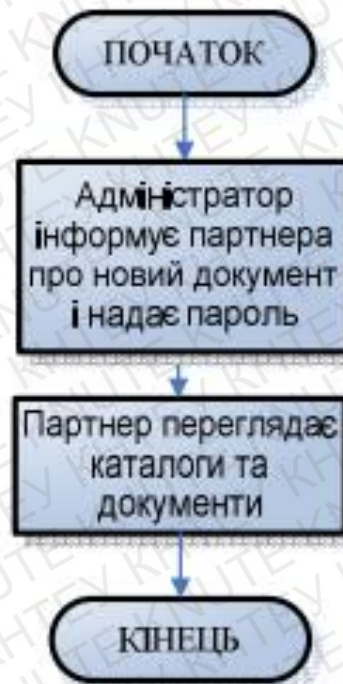 ПОЧАТОК
Адміністратор
інформує партнера
про новий документ
і надає пароль
Партнер переглядає
каталоги та
документи
КІНЕЦЬ